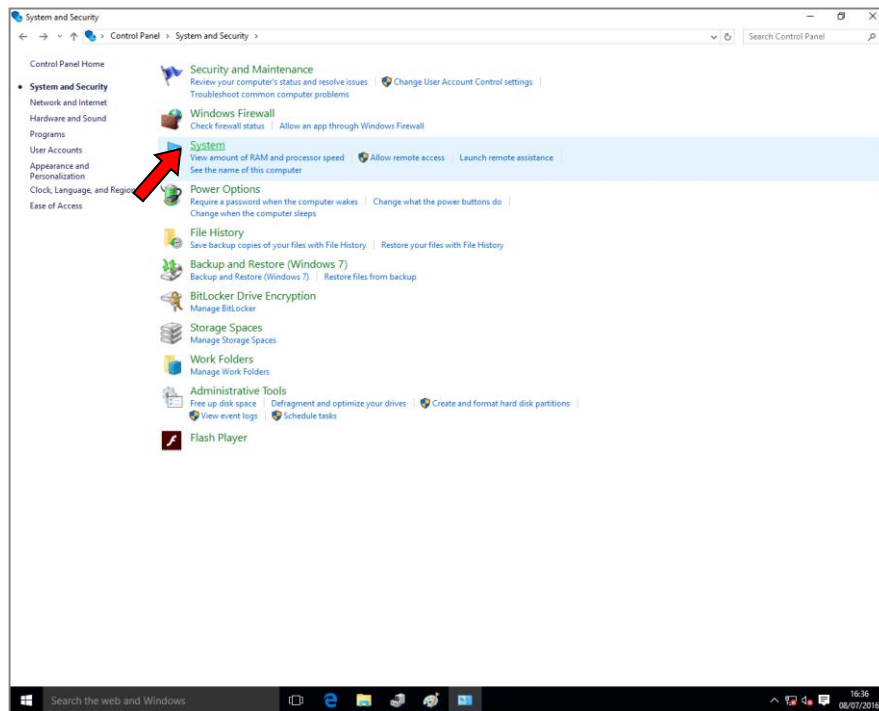 System and Security
Control Panel > System and Security >
Search Control Panel
Control Panel Home
System and Security
Network and Internet
Hardware and Sound
Programs
User Accounts
Appearance and
Personalization
Clock, Language, and Region
Ease of Access
Security and Maintenance
Review your computer's status and resolve issues | Change User Account Control settings |
Troubleshoot common computer problems
Windows Firewall
Check firewall status | Allow an app through Windows Firewall
System
View amount of RAM and processor speed | Allow remote access | Launch remote assistance |
See the name of this computer
Power Options
Require a password when the computer wakes | Change what the power buttons do |
Change when the computer sleeps
File History
Save backup copies of your files with File History | Restore your files with File History
Backup and Restore (Windows 7)
Backup and Restore (Windows 7) | Restore files from backup
BitLocker Drive Encryption
Manage BitLocker
Storage Spaces
Manage Storage Spaces
Work Folders
Manage Work Folders
Administrative Tools
Free up disk space | Defragment and optimize your drives | Create and format hard disk partitions |
View event logs | Schedule tasks
Flash Player
Search the web and Windows
16:36
08/07/2016